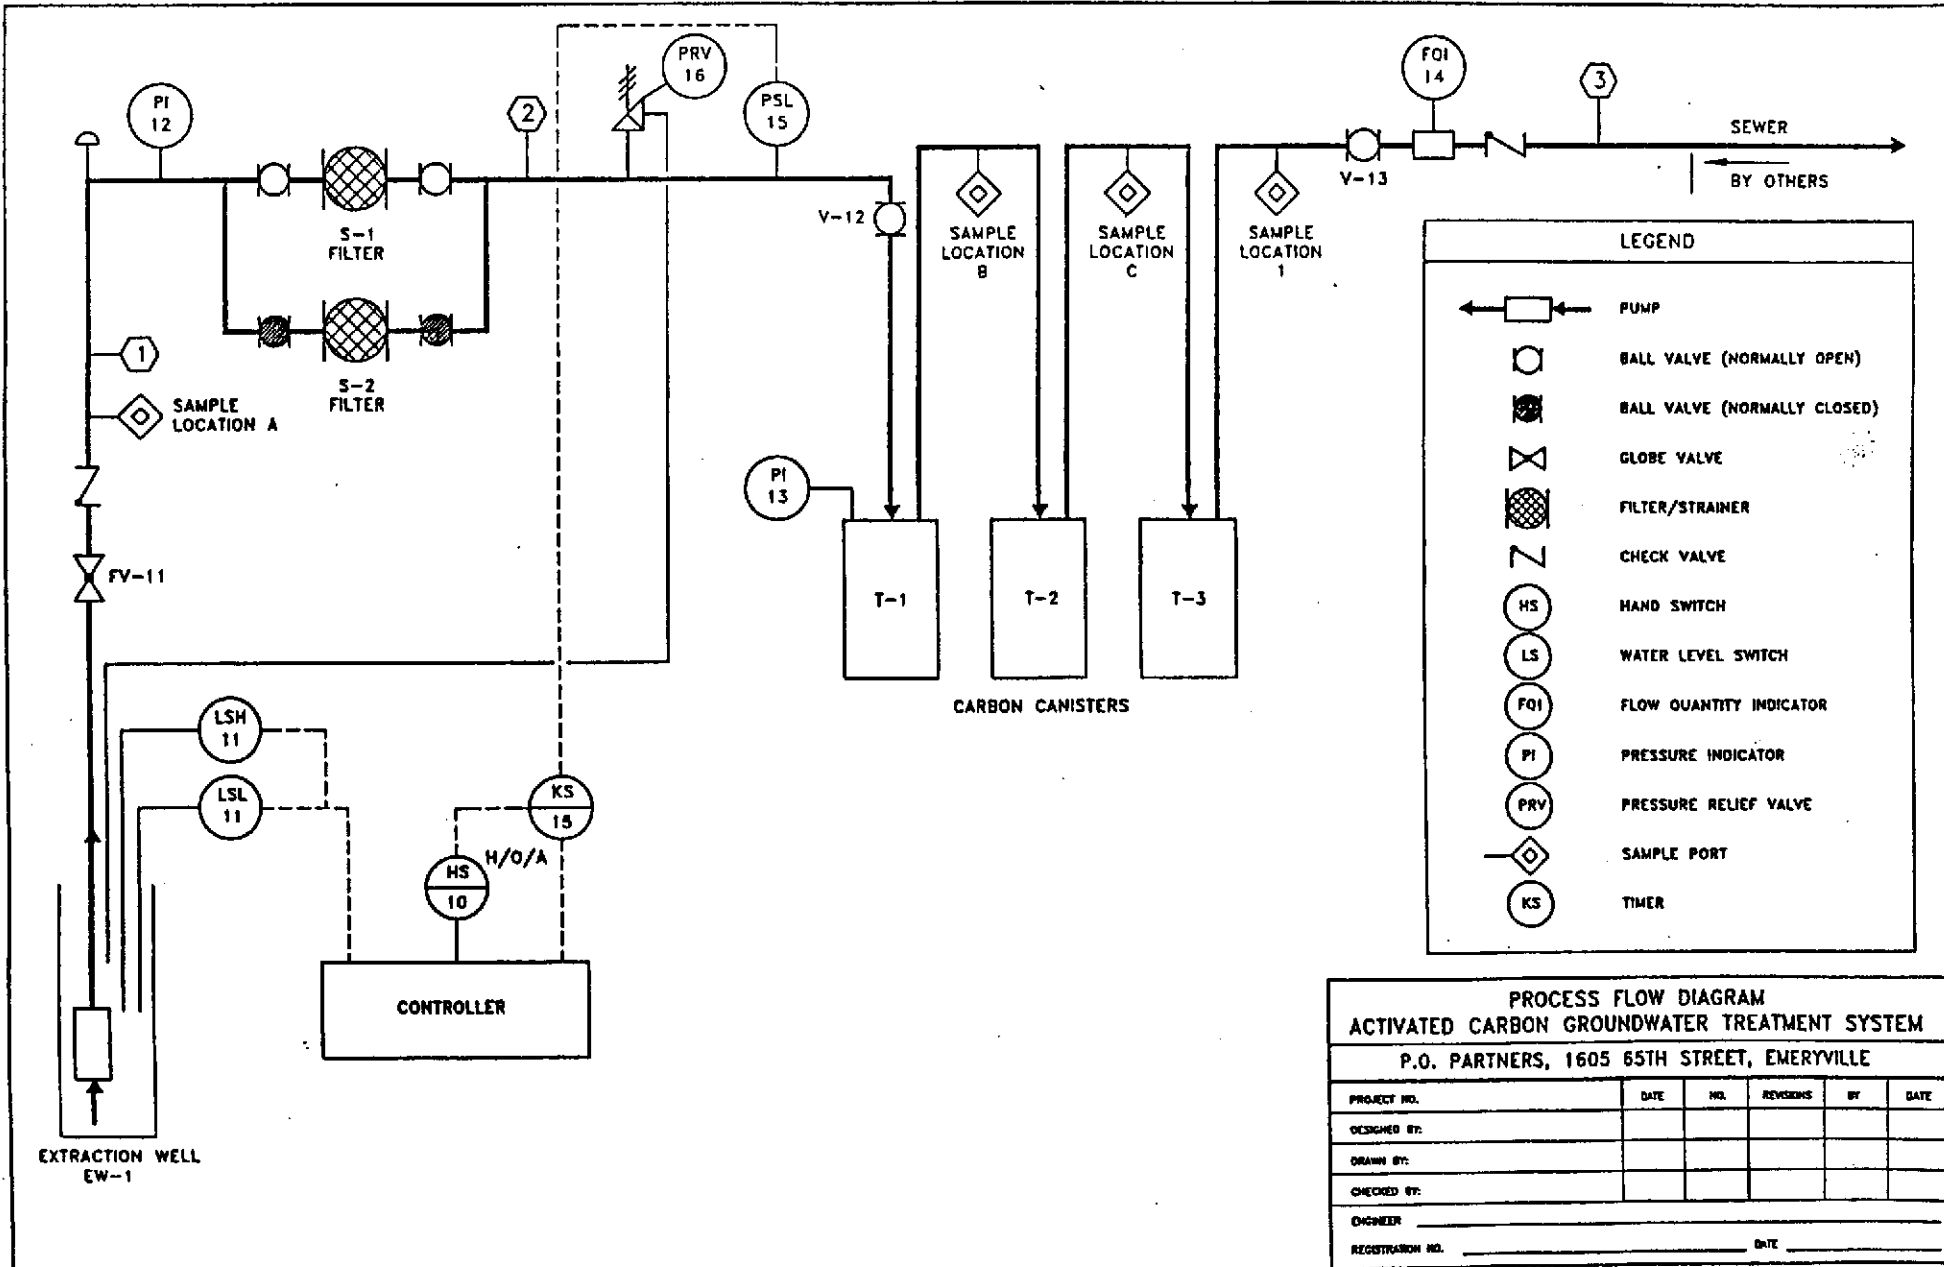 PI
12
2
PRV
16
PSL
15
FQI
14
3
SEWER
BY OTHERS
V-13
V-12
S-1
FILTER
S-2
FILTER
1
SAMPLE
LOCATION A
SAMPLE
LOCATION
B
SAMPLE
LOCATION
C
SAMPLE
LOCATION
1
FV-11
PI
13
T-1
T-2
T-3
CARBON CANISTERS
LSH
11
LSL
11
KS
15
H/O/A
HS
10
CONTROLLER
EXTRACTION WELL
EW-1
LEGEND
PUMP
BALL VALVE (NORMALLY OPEN)
BALL VALVE (NORMALLY CLOSED)
GLOBE VALVE
FILTER/STRAINER
CHECK VALVE
HS HAND SWITCH
LS WATER LEVEL SWITCH
FQI FLOW QUANTITY INDICATOR
PI PRESSURE INDICATOR
PRV PRESSURE RELIEF VALVE
SAMPLE PORT
KS TIMER
PROCESS FLOW DIAGRAM
ACTIVATED CARBON GROUNDWATER TREATMENT SYSTEM
P.O. PARTNERS, 1605 65TH STREET, EMERYVILLE
PROJECT NO. DATE NO. REVISIONS BY DATE
DESIGNED BY:
DRAWN BY:
CHECKED BY:
ENGINEER
REGISTRATION NO. DATE